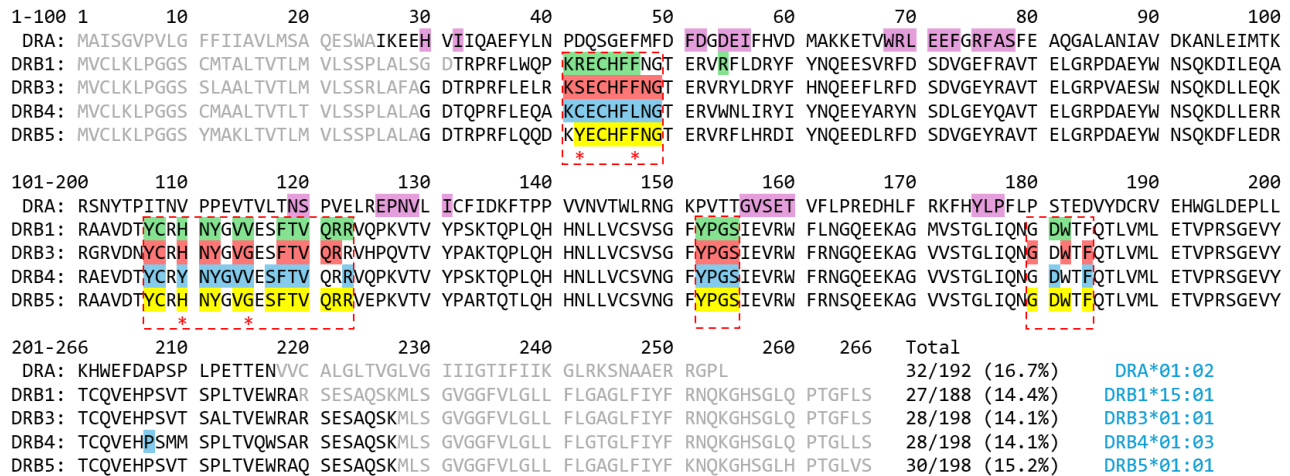 1-100 1 10 20 30 40 50 60 70 80 90 100
DRA: MAISGVPVLG FFIIAVLMSA QESWAIKEEH VIIQAEFYLN PDQSGEFMFD FDGDEIFHVD MAKKETVWRL EEFGRFASFE AQGALANIAV DKANLEIMTK
DRB1: MVCLKLPGGS CMTALTVTLM VLSSPLALSG DTRPRFLWQP KRECHFFNGT ERVRFLDRYF YNQEESVRFD SDVGEFRAVT ELGRPDAEYW NSQKDILEQA
DRB3: MVCLKLPGGS SLAALTVTLM VLSSRLAFAG DTRPRFLELR KSECHFFNGT ERVRYLDRYF HNQEEFLRFD SDVGEYRAVT ELGRPVAESW NSQKDLLEQK
DRB4: MVCLKLPGGS CMAALTVTLT VLSSPLALAG DTQPRFLEQA KCECHFLNGT ERVWNLIRYI YNQEEYARYN SDLGEYQAVT ELGRPDAEYW NSQKDLLERR
DRB5: MVCLKLPGGS YMAKLTVTLM VLSSPLALAG DTRPRFLQQD KYECHFFNGT ERVRFLHRDI YNQEEDLRFD SDVGEYRAVT ELGRPDAEYW NSQKDFLEDR
* *
101-200 110 120 130 140 150 160 170 180 190 200
DRA: RSNYTPITNV PPEVTVLTNS PVELREPNVL ICFIDKFTPP VVNVTWLRNG KPVTTGVSET VFLPREDHLF RKFHYLPFLP STEDVYDCRV EHWGLDEPLL
DRB1: RAAVDTYCRH NYGVVESFTV QRRVQPKVTV YPSKTQPLQH HNLLVCSVNG FYPGSIEVRW FLNGQEEKAG MVSTGLIQNG DWTFQTLVML ETVPRSGEVY
DRB3: RGRVDNYCRH NYGVGESFTV QRRVHPQVTV YPAKTQPLQH HNLLVCSVSG FYPGSIEVRW FRNGQEEKAG VVSTGLIQNG DWTFQTLVML ETVPRSGEVY
DRB4: RAEVDTYCRY NYGVVESFTV QRRVQPKVTV YPSKTQPLQH HNLLVCSVNG FYPGSIEVRW FRNGQEEKAG VVSTGLIQNG DWTFQTLVML ETVPRSGEVY
DRB5: RAAVDTYCRH NYGVGESFTV QRRVEPKVTV YPARTQTLQH HNLLVCSVNG FYPGSIEVRW FRNSQEEKAG VVSTGLIQNG DWTFQTLVML ETVPRSGEVY
* *
201-266 210 220 230 240 250 260 266 Total
DRA: KHWEFDAPSP LPETTENVVC ALGLTVGLVG IIIGTIFIIK GLRKSNAAER RGPL 32/192 (16.7%) DRA*01:02
DRB1: TCQVEHPSVT SPLTVEWRAR SESAQSKMLS GVGGFVLGLL FLGAGLFIYF RNQKGHSGLQ PTGFLS 27/188 (14.4%) DRB1*15:01
DRB3: TCQVEHPSVT SALTVEWRAR SESAQSKMLS GVGGFVLGLL FLGAGLFIYF RNQKGHSGLQ PTGFLS 28/198 (14.1%) DRB3*01:01
DRB4: TCQVEHPSMM SPLTVQWSAR SESAQSKMLS GVGGFVLGLL FLGTGLFIYF RNQKGHSGLQ PTGLLS 28/198 (14.1%) DRB4*01:03
DRB5: TCQVEHPSVT SPLTVEWRAQ SESAQSKMLS GVGGFVLGLL FLGAGLFIYF KNQKGHSGLH PTGLVS 30/198 (15.2%) DRB5*01:01